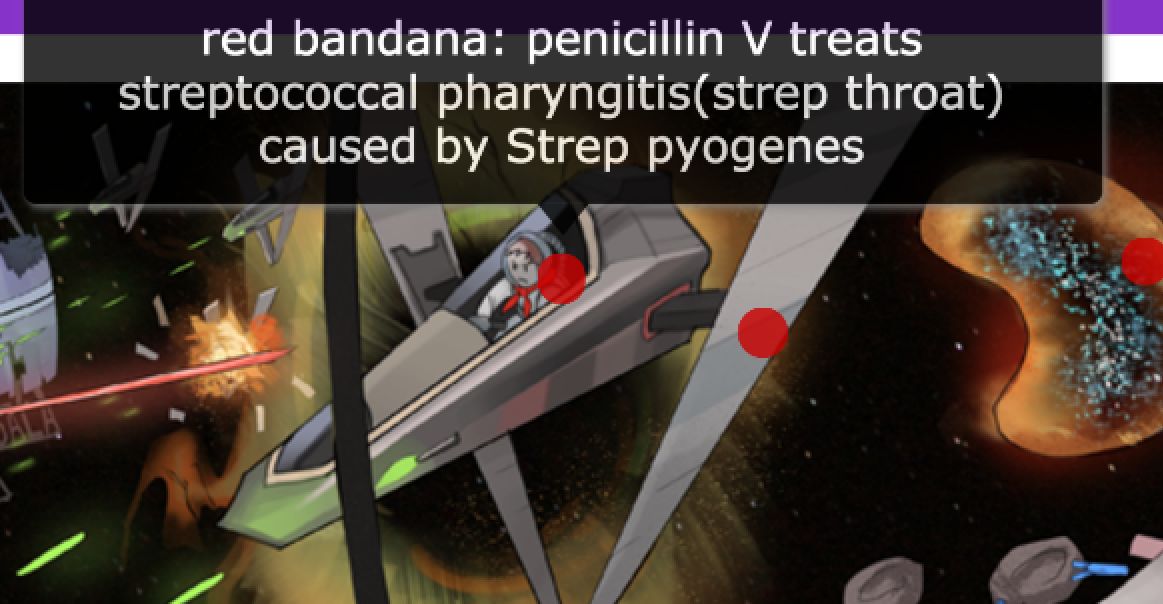 red bandana: penicillin V treats
streptococcal pharyngitis(strep throat)
caused by Strep pyogenes